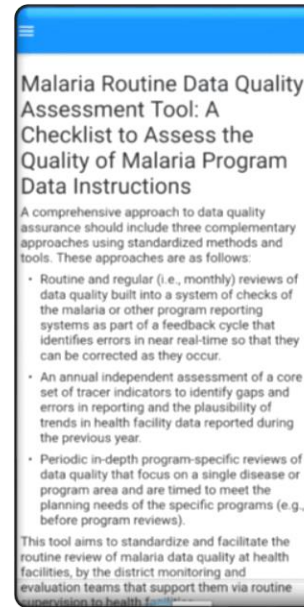 Malaria Routine Data Quality
Assessment Tool: A
Checklist to Assess the
Quality of Malaria Program
Data Instructions
A comprehensive approach to data quality
assurance should include three complementary
approaches using standardized methods and
tools. These approaches are as follows:
• Routine and regular (i.e., monthly) reviews of
data quality built into a system of checks of
the malaria or other program reporting
systems as part of a feedback cycle that
identifies errors in near real-time so that they
can be corrected as they occur.
• An annual independent assessment of a core
set of tracer indicators to identify gaps and
errors in reporting and the plausibility of
trends in health facility data reported during
the previous year.
• Periodic in-depth program-specific reviews of
data quality that focus on a single disease or
program area and are timed to meet the
planning needs of the specific programs (e.g.,
before program reviews).
This tool aims to standardize and facilitate the
routine review of malaria data quality at health
facilities, by the district monitoring and
evaluation teams that support them via routine
supervision to health